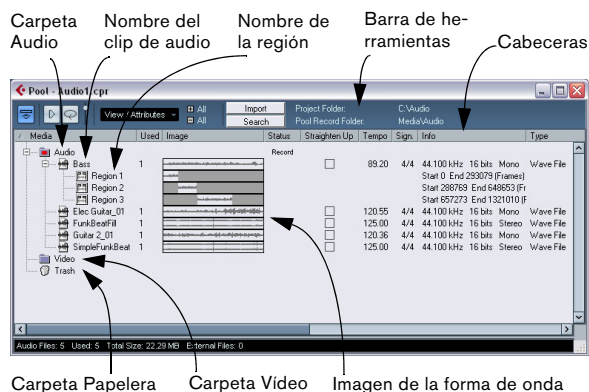 Carpeta Audio
Nombre del clip de audio
Nombre de la región
Barra de he-
rramientas
Cabeceras
Pool - Audio1.cpr
View / Attributes
All
All
Import
Search
Project Folder: C:\Audio
Pool Record Folder: Media\Audio
Media Used Image Status Straighten Up Tempo Sign. Info Type
Audio Record
Bass 1 89.20 4/4 44.100 kHz 16 bits Mono Wave File
Region 1 Start 0 End 293079 (Frames)
Region 2 Start 288769 End 648653 (Fr
Region 3 Start 657273 End 1321010 (F
Elec Guitar_01 1 120.55 4/4 44.100 kHz 16 bits Mono Wave File
FunkBeatFill 1 125.00 4/4 44.100 kHz 16 bits Stereo Wave File
Guitar 2_01 1 120.36 4/4 44.100 kHz 16 bits Mono Wave File
SimpleFunkBeat 1 125.00 4/4 44.100 kHz 16 bits Stereo Wave File
Video
Trash
Audio Files: 5 Used: 5 Total Size: 22.29 MB External Files: 0
Carpeta Papelera
Carpeta Vídeo
Imagen de la forma de onda